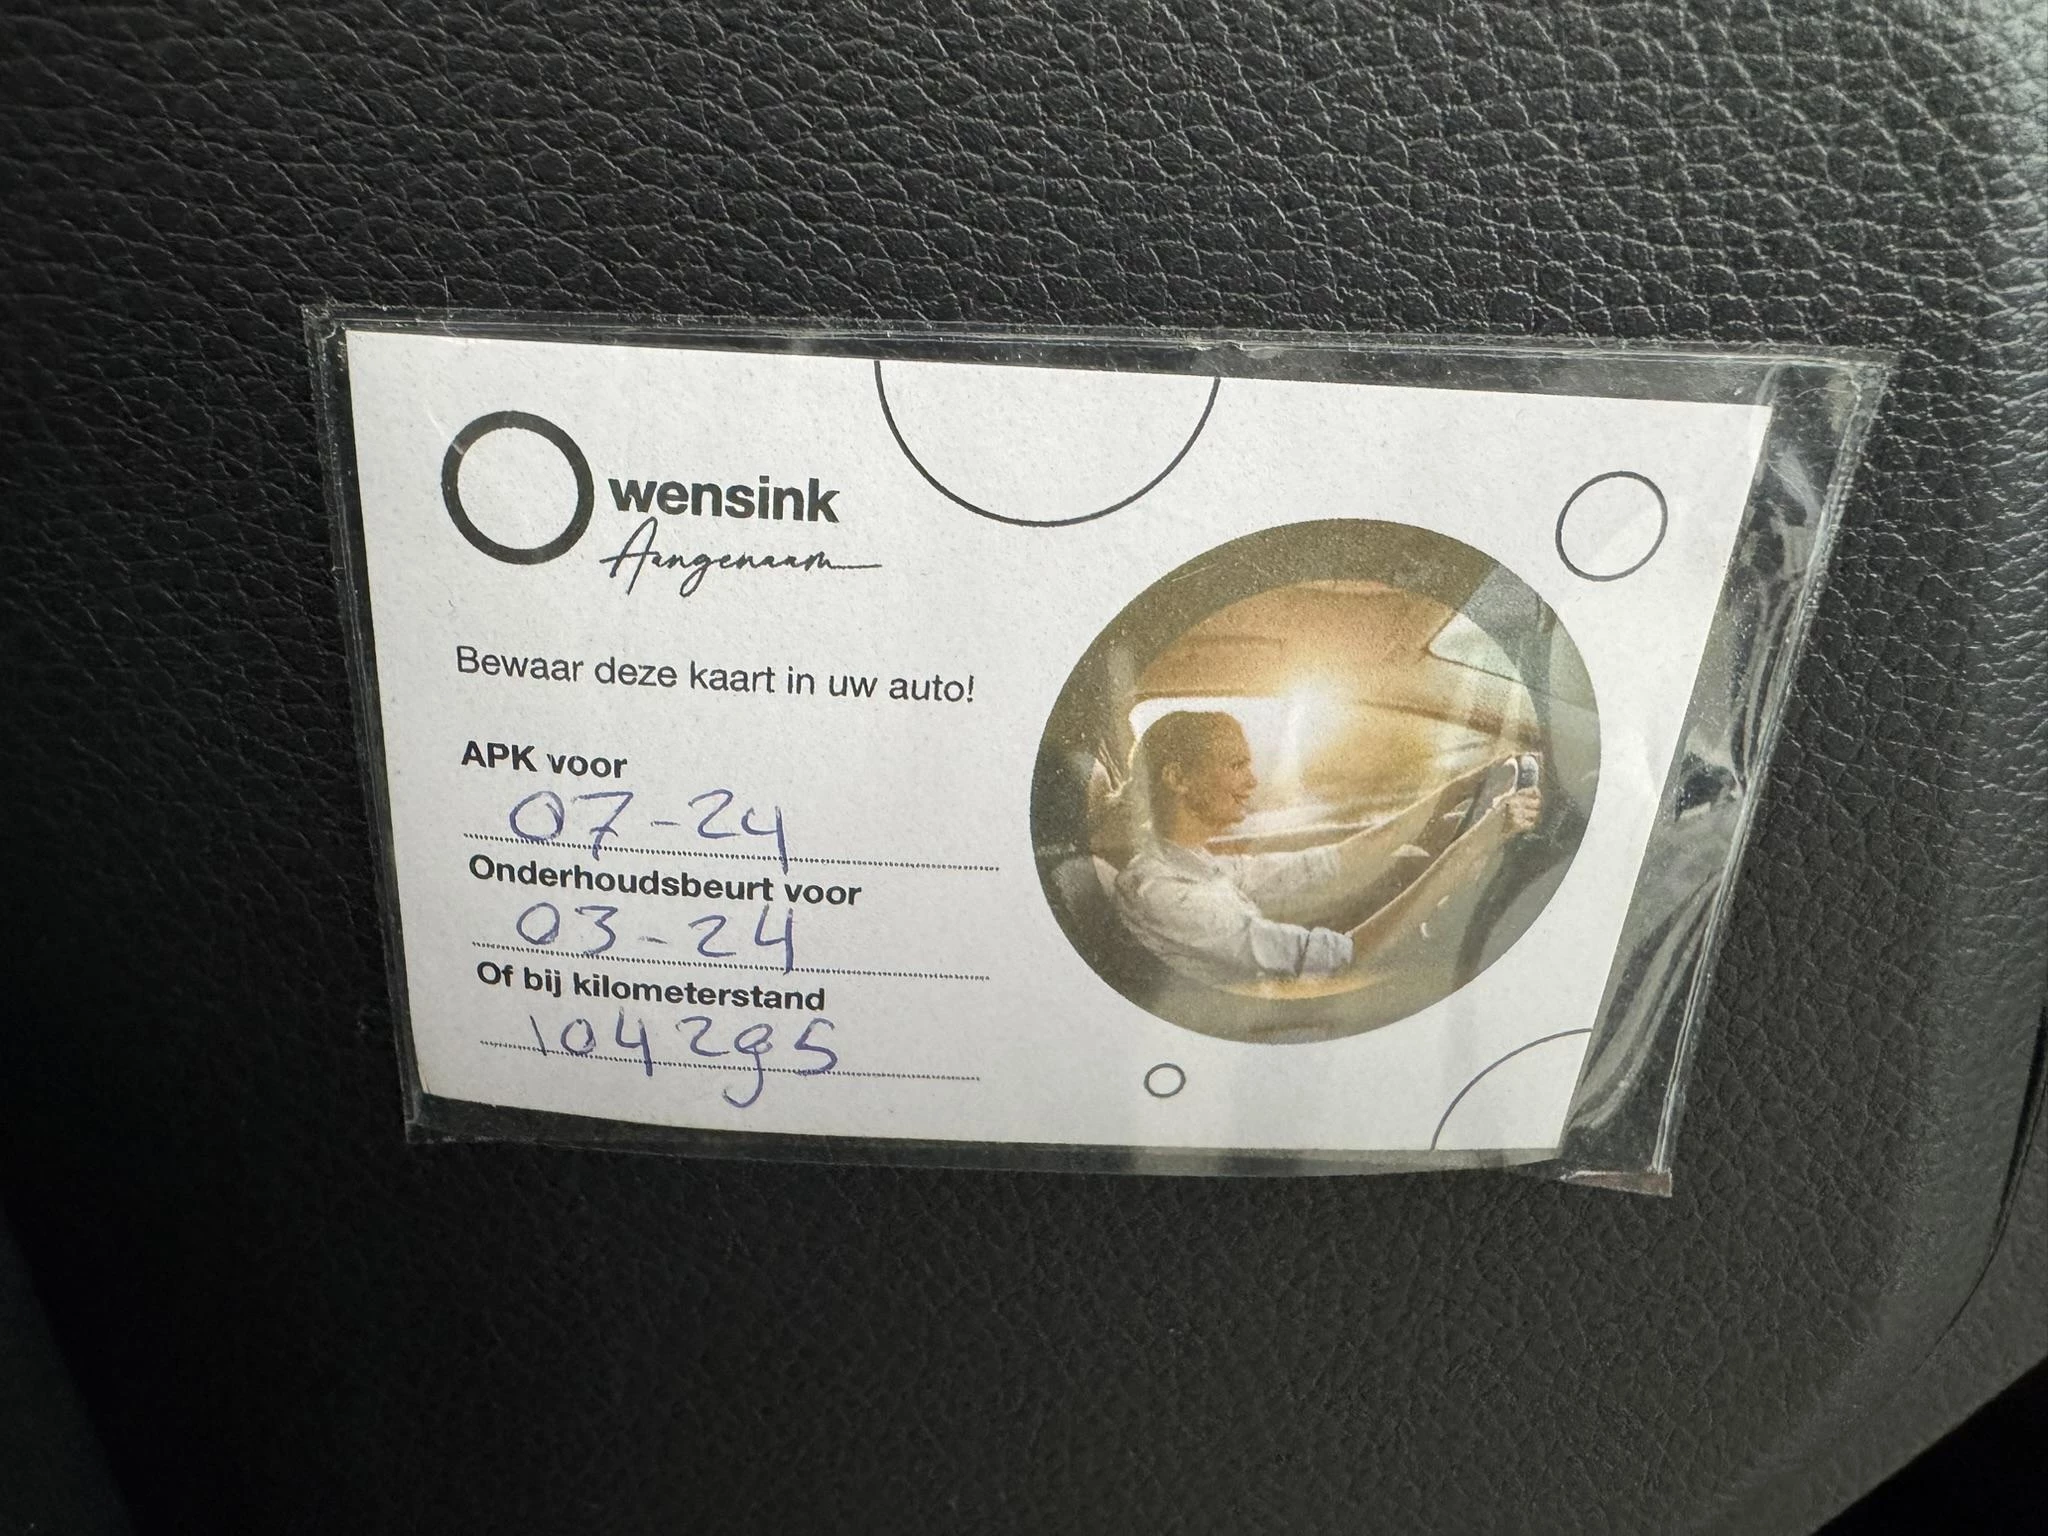 wensink
Aangenaam
Bewaar deze kaart in uw auto!
APK voor
07-24
Onderhoudsbeurt voor
03-24
Of bij kilometerstand
104295